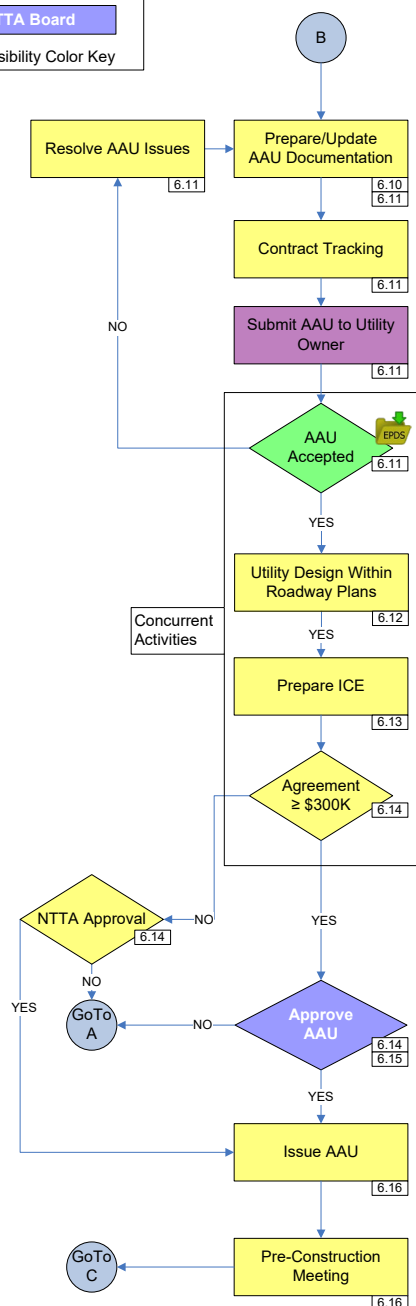 TTA Board
sibility Color Key
B
Resolve AAU Issues
6.11
Prepare/Update
AAU Documentation
6.10
6.11
Contract Tracking
6.11
NO
Submit AAU to Utility
Owner
6.11
AAU
Accepted
EPDS
6.11
YES
Utility Design Within
Roadway Plans
6.12
Concurrent
Activities
YES
Prepare ICE
6.13
Agreement
≥ $300K
6.14
NTTA Approval
6.14
NO
YES
NO
YES
GoTo
A
NO
Approve
AAU
6.14
6.15
YES
Issue AAU
6.16
GoTo
C
Pre-Construction
Meeting
6.16